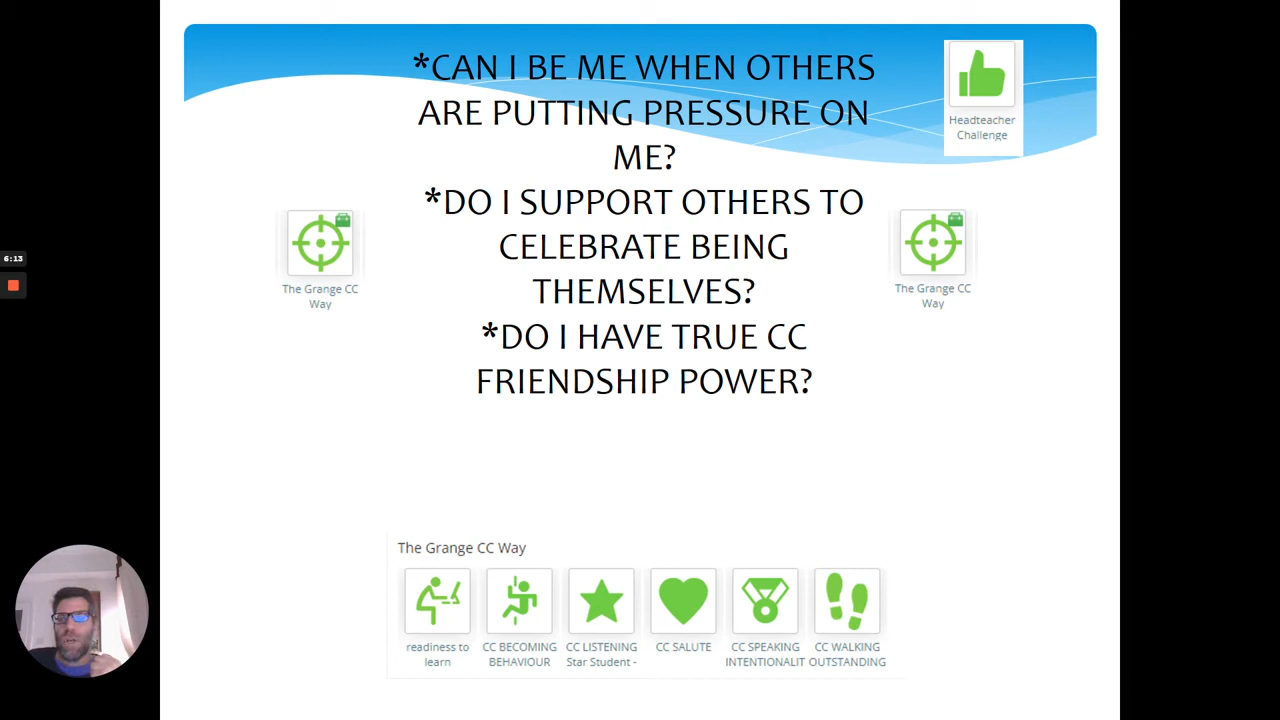 *CAN I BE ME WHEN OTHERS
ARE PUTTING PRESSURE ON
ME?
*DO I SUPPORT OTHERS TO
CELEBRATE BEING
THEMSELVES?
*DO I HAVE TRUE CC
FRIENDSHIP POWER?
Headteacher
Challenge
The Grange CC
Way
The Grange CC
Way
6:13
The Grange CC Way
readiness to
learn
CC BECOMING
BEHAVIOUR
CC LISTENING
Star Student -
CC SALUTE
CC SPEAKING
INTENTIONALIT
CC WALKING
OUTSTANDING